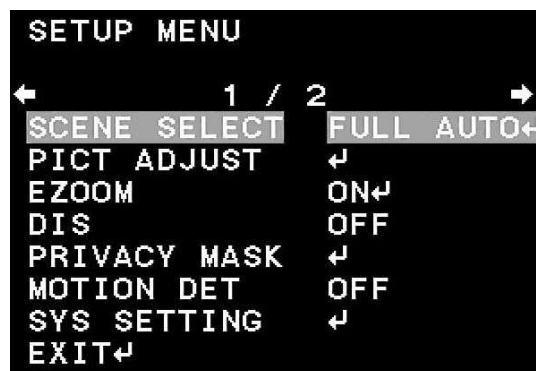 SETUP MENU
← 1 / 2 →
SCENE SELECT FULL AUTO↵
PICT ADJUST ↵
EZOOM ON↵
DIS OFF
PRIVACY MASK ↵
MOTION DET OFF
SYS SETTING ↵
EXIT↵